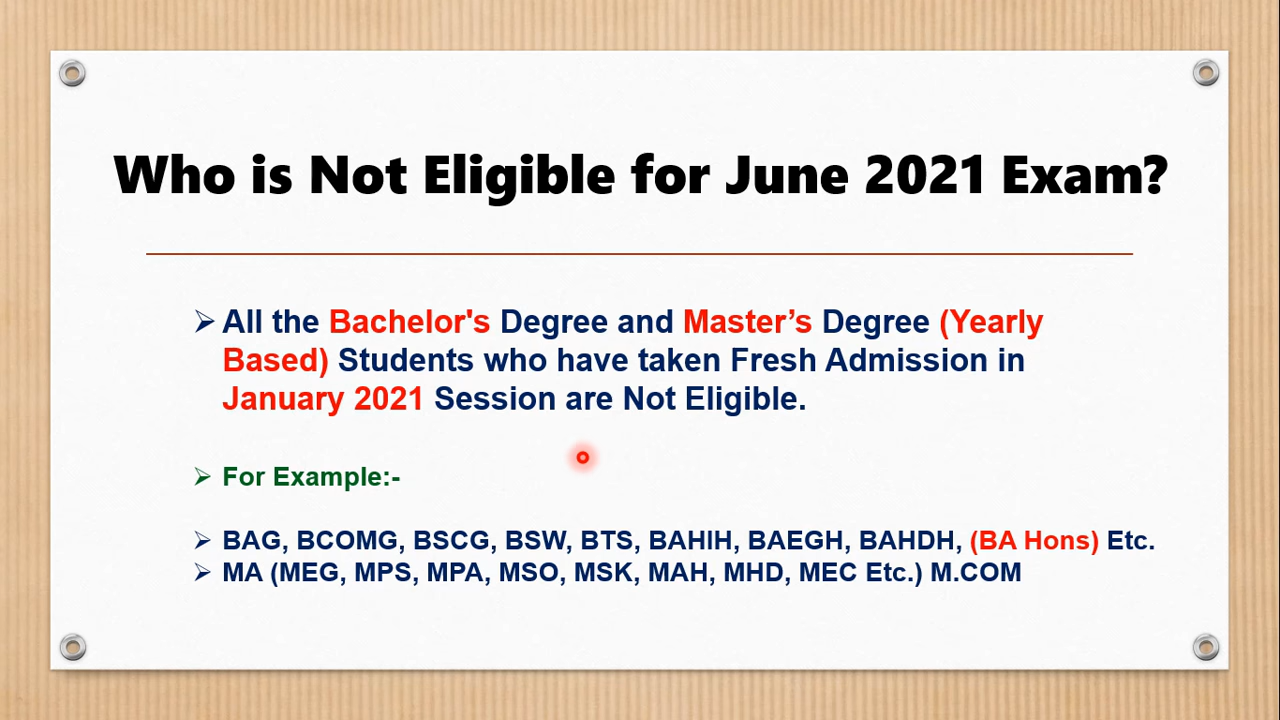 Who is Not Eligible for June 2021 Exam?
All the Bachelor's Degree and Master’s Degree (Yearly
Based) Students who have taken Fresh Admission in
January 2021 Session are Not Eligible.
For Example:-
BAG, BCOMG, BSCG, BSW, BTS, BAHIH, BAEGH, BAHDH, (BA Hons) Etc.
MA (MEG, MPS, MPA, MSO, MSK, MAH, MHD, MEC Etc.) M.COM